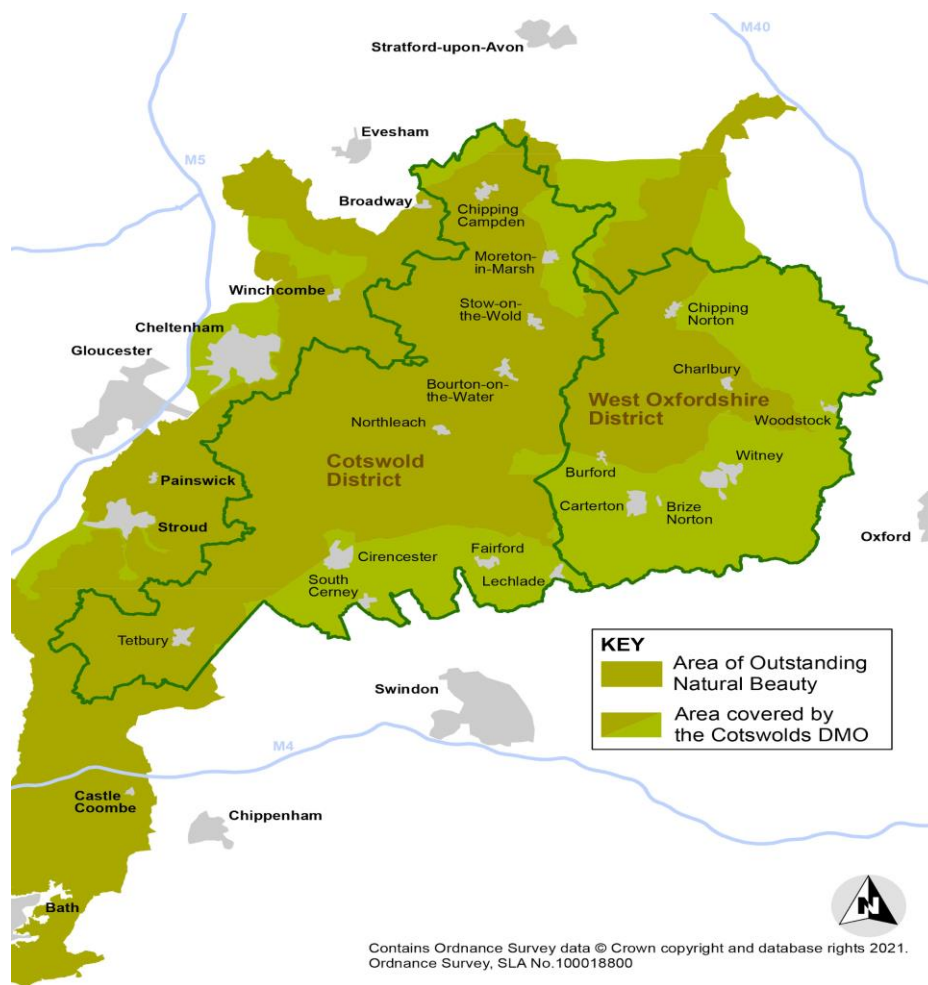 M40
Stratford-upon-Avon
Evesham
M5
Broadway
Chipping
Campden
Moreton-
in-Marsh
Winchcombe
Stow-on-
the-Wold
Chipping
Norton
Cheltenham
Gloucester
Charlbury
Bourton-on-
the-Water
West Oxfordshire
District
Woodstock
Northleach
Cotswold
District
Burford
Witney
Painswick
Carterton
Brize
Norton
Stroud
Oxford
Cirencester
Fairford
South
Cerney
Lechlade
Tetbury
KEY
Area of Outstanding
Natural Beauty
Area covered by
the Cotswolds DMO
Swindon
M4
Castle
Coombe
Chippenham
Bath
N
Contains Ordnance Survey data © Crown copyright and database rights 2021.
Ordnance Survey, SLA No.100018800